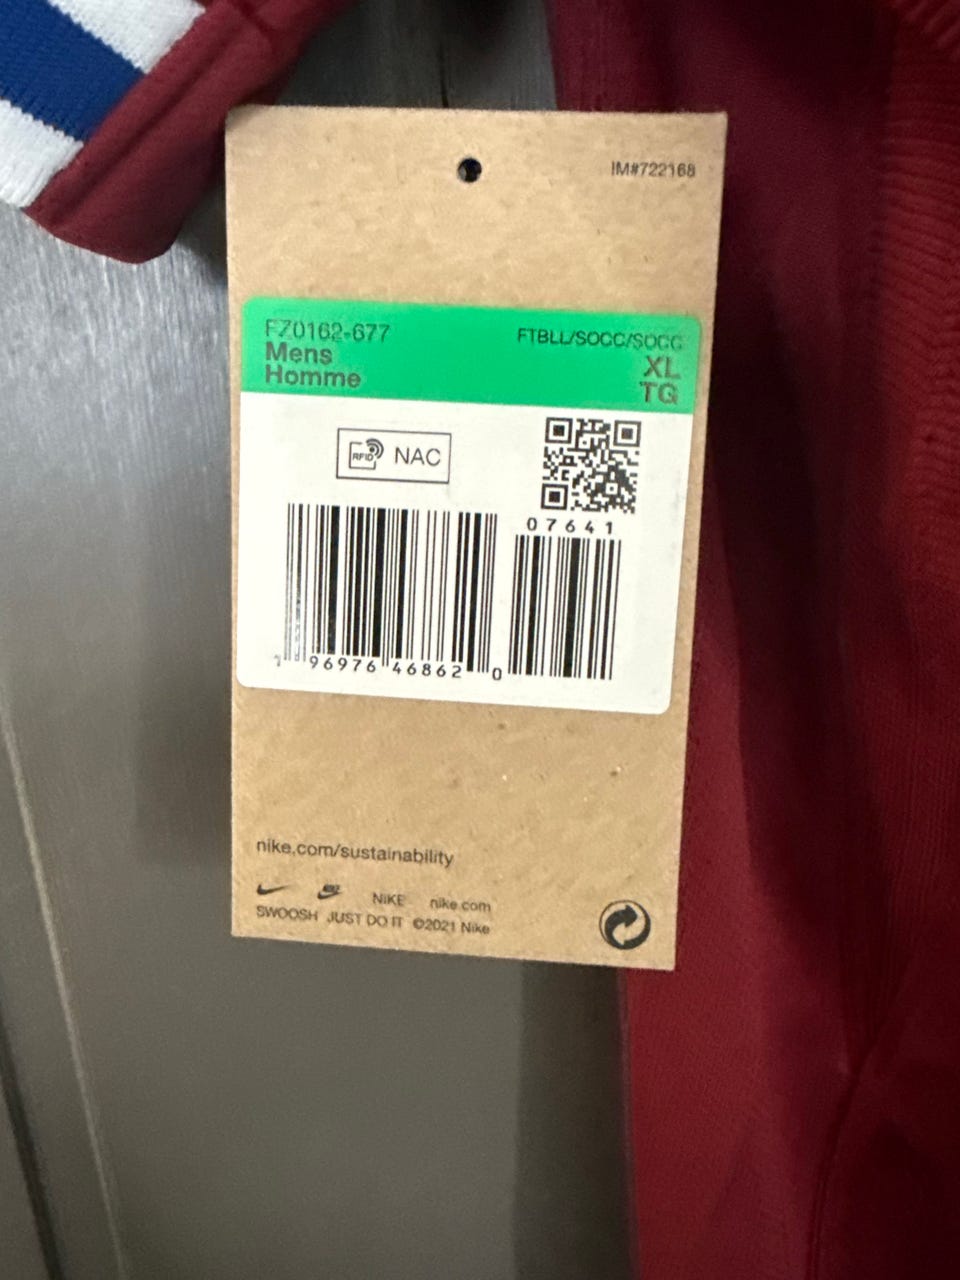 IM#722168
FZ0162-677
FTBLL/SOCC/SOCC
Mens
Homme
XL
TG
RFID NAC
07641
1 96976 46862 0
nike.com/sustainability
NIKE nike.com
SWOOSH JUST DO IT ©2021 Nike